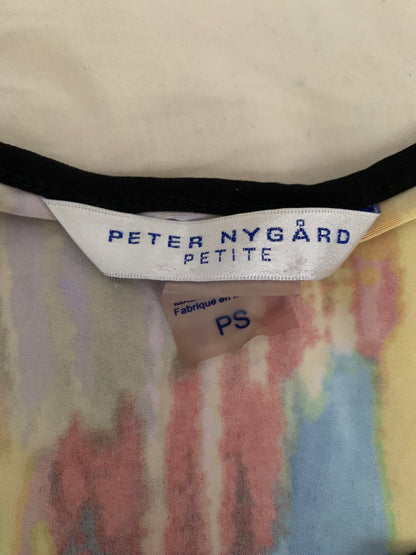 PETER NYGÅRD
PETITE
Fabriqué en
PS